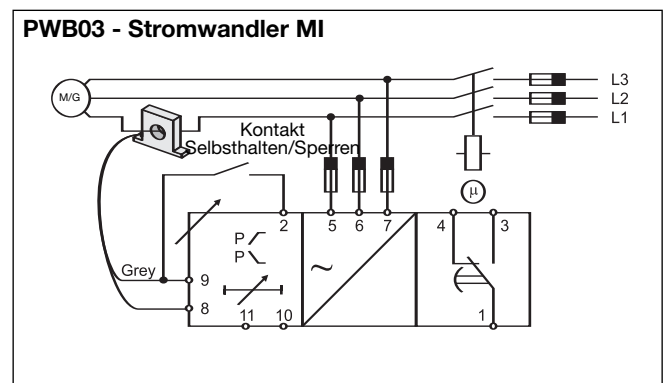 PWB03 - Stromwandler MI
L3
M/G
L2
L1
Kontakt
Selbsthalten/Sperren
µ
2
5
6
7
4
3
P
P
~
Grey
9
8
11
10
1